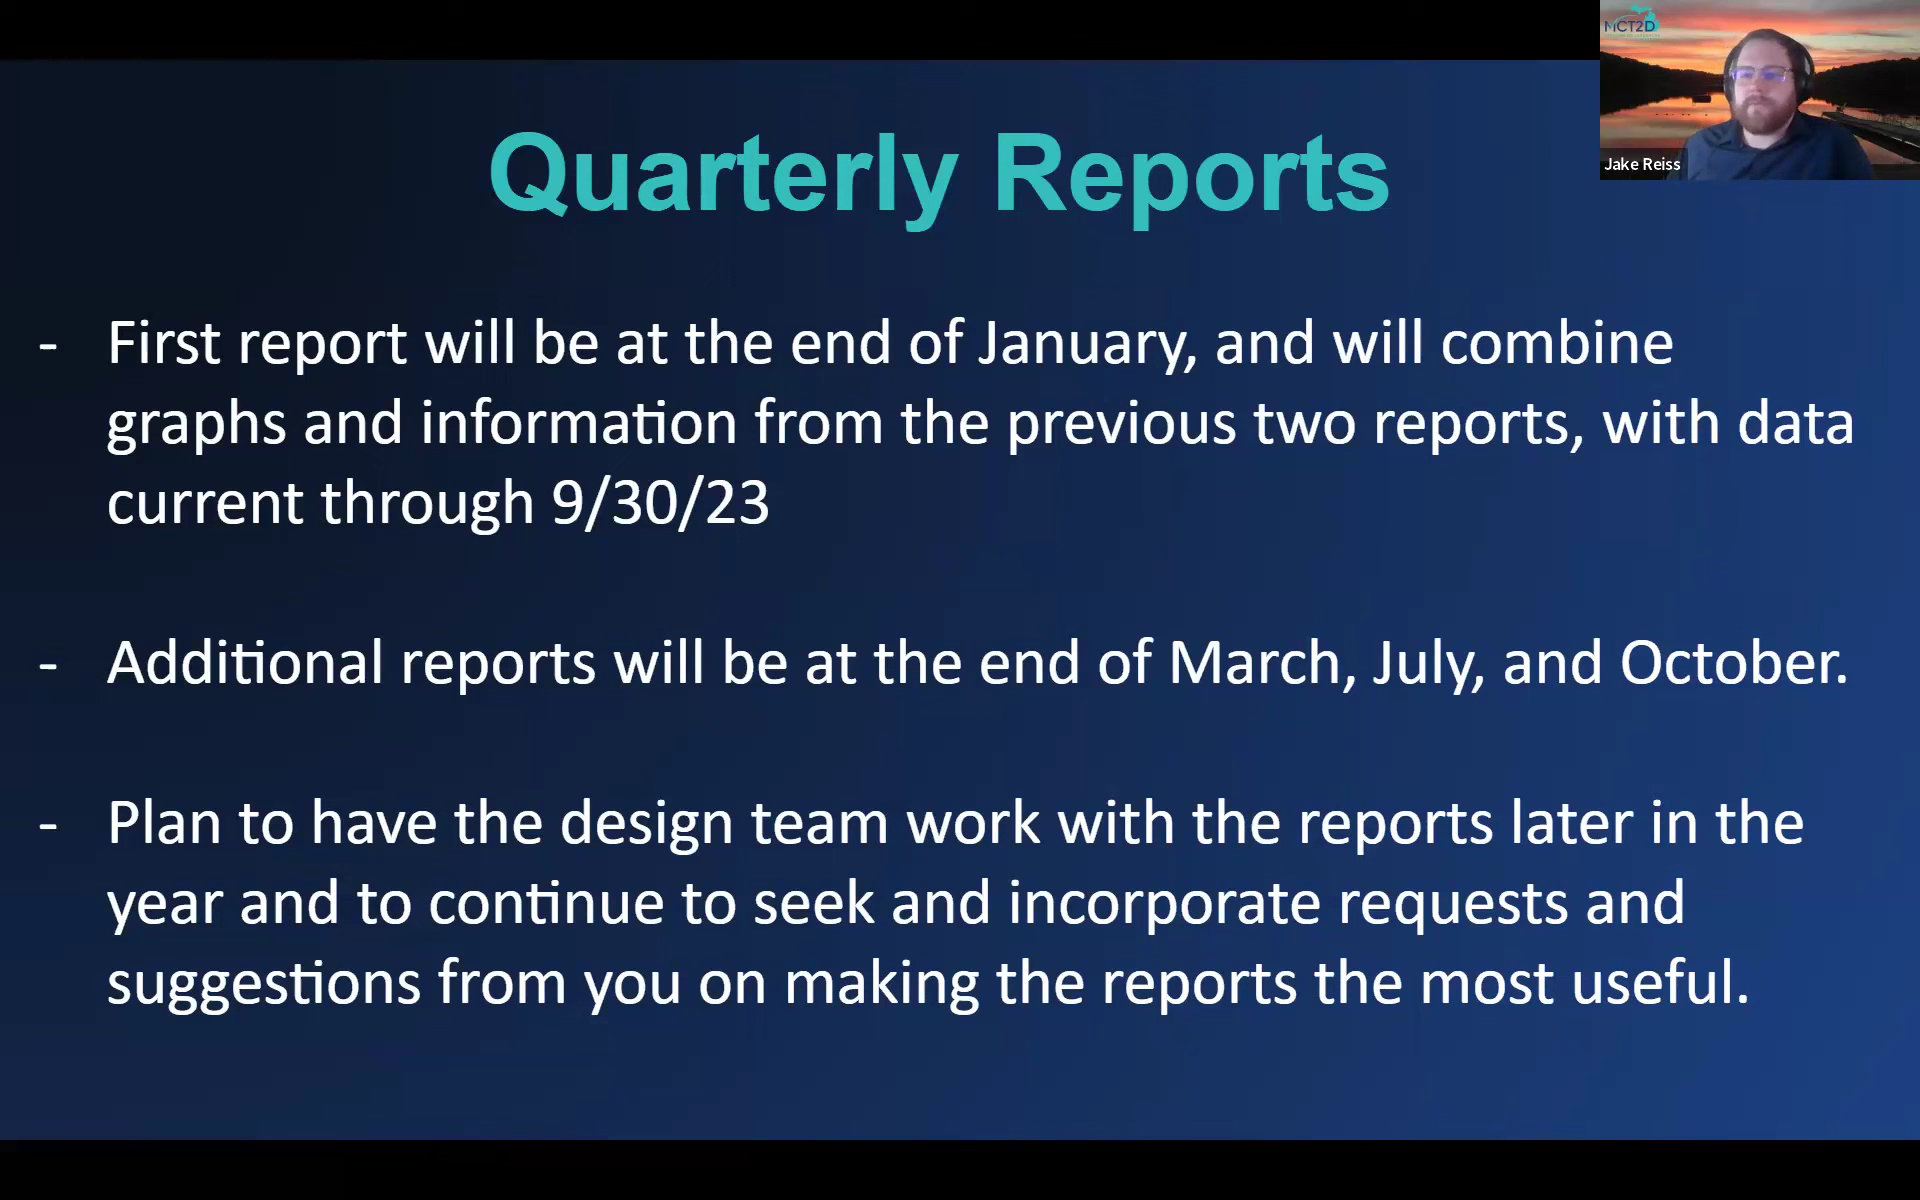 MCT2D
Jake Reiss
Quarterly Reports
- First report will be at the end of January, and will combine
graphs and information from the previous two reports, with data
current through 9/30/23
- Additional reports will be at the end of March, July, and October.
- Plan to have the design team work with the reports later in the
year and to continue to seek and incorporate requests and
suggestions from you on making the reports the most useful.